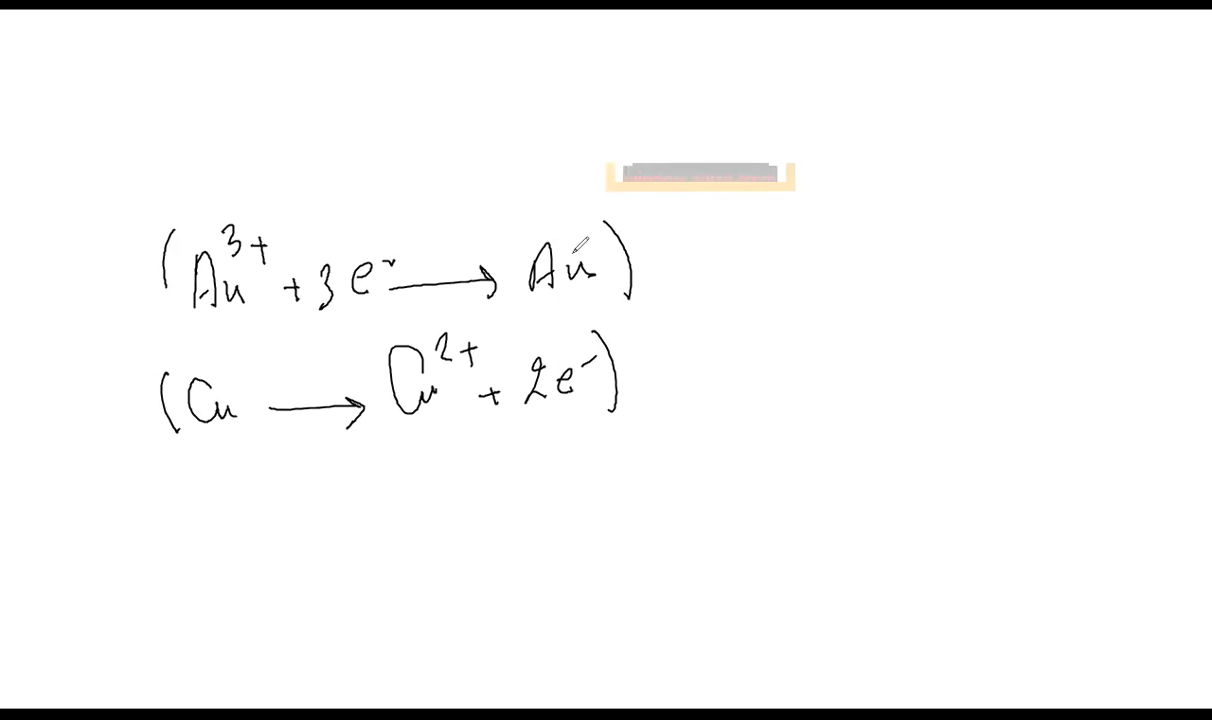 (Au³⁺ + 3e⁻ ⟶ Au)
(Cu ⟶ Cu²⁺ + 2e⁻)